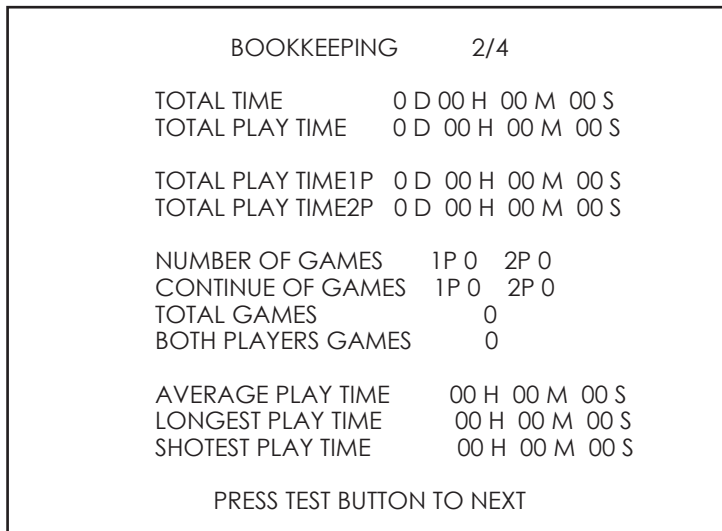 BOOKKEEPING 2/4
TOTAL TIME 0 D 00 H 00 M 00 S
TOTAL PLAY TIME 0 D 00 H 00 M 00 S
TOTAL PLAY TIME1P 0 D 00 H 00 M 00 S
TOTAL PLAY TIME2P 0 D 00 H 00 M 00 S
NUMBER OF GAMES 1P 0 2P 0
CONTINUE OF GAMES 1P 0 2P 0
TOTAL GAMES 0
BOTH PLAYERS GAMES 0
AVERAGE PLAY TIME 00 H 00 M 00 S
LONGEST PLAY TIME 00 H 00 M 00 S
SHOTEST PLAY TIME 00 H 00 M 00 S
PRESS TEST BUTTON TO NEXT